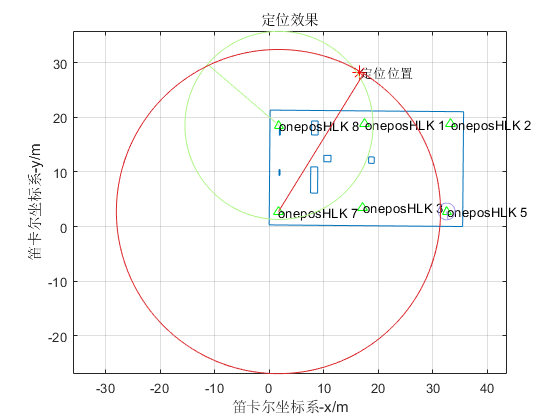 定位效果
30
20
10
0
-10
-20
-30
-20
-10
0
10
20
30
40
笛卡尔坐标系-y/m
笛卡尔坐标系-x/m
定位位置
oneposHLK 8
oneposHLK 1
oneposHLK 2
oneposHLK 7
oneposHLK 3
oneposHLK 5